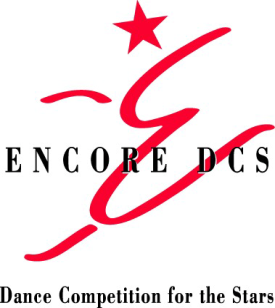 ENCORE DCS
Dance Competition for the Stars